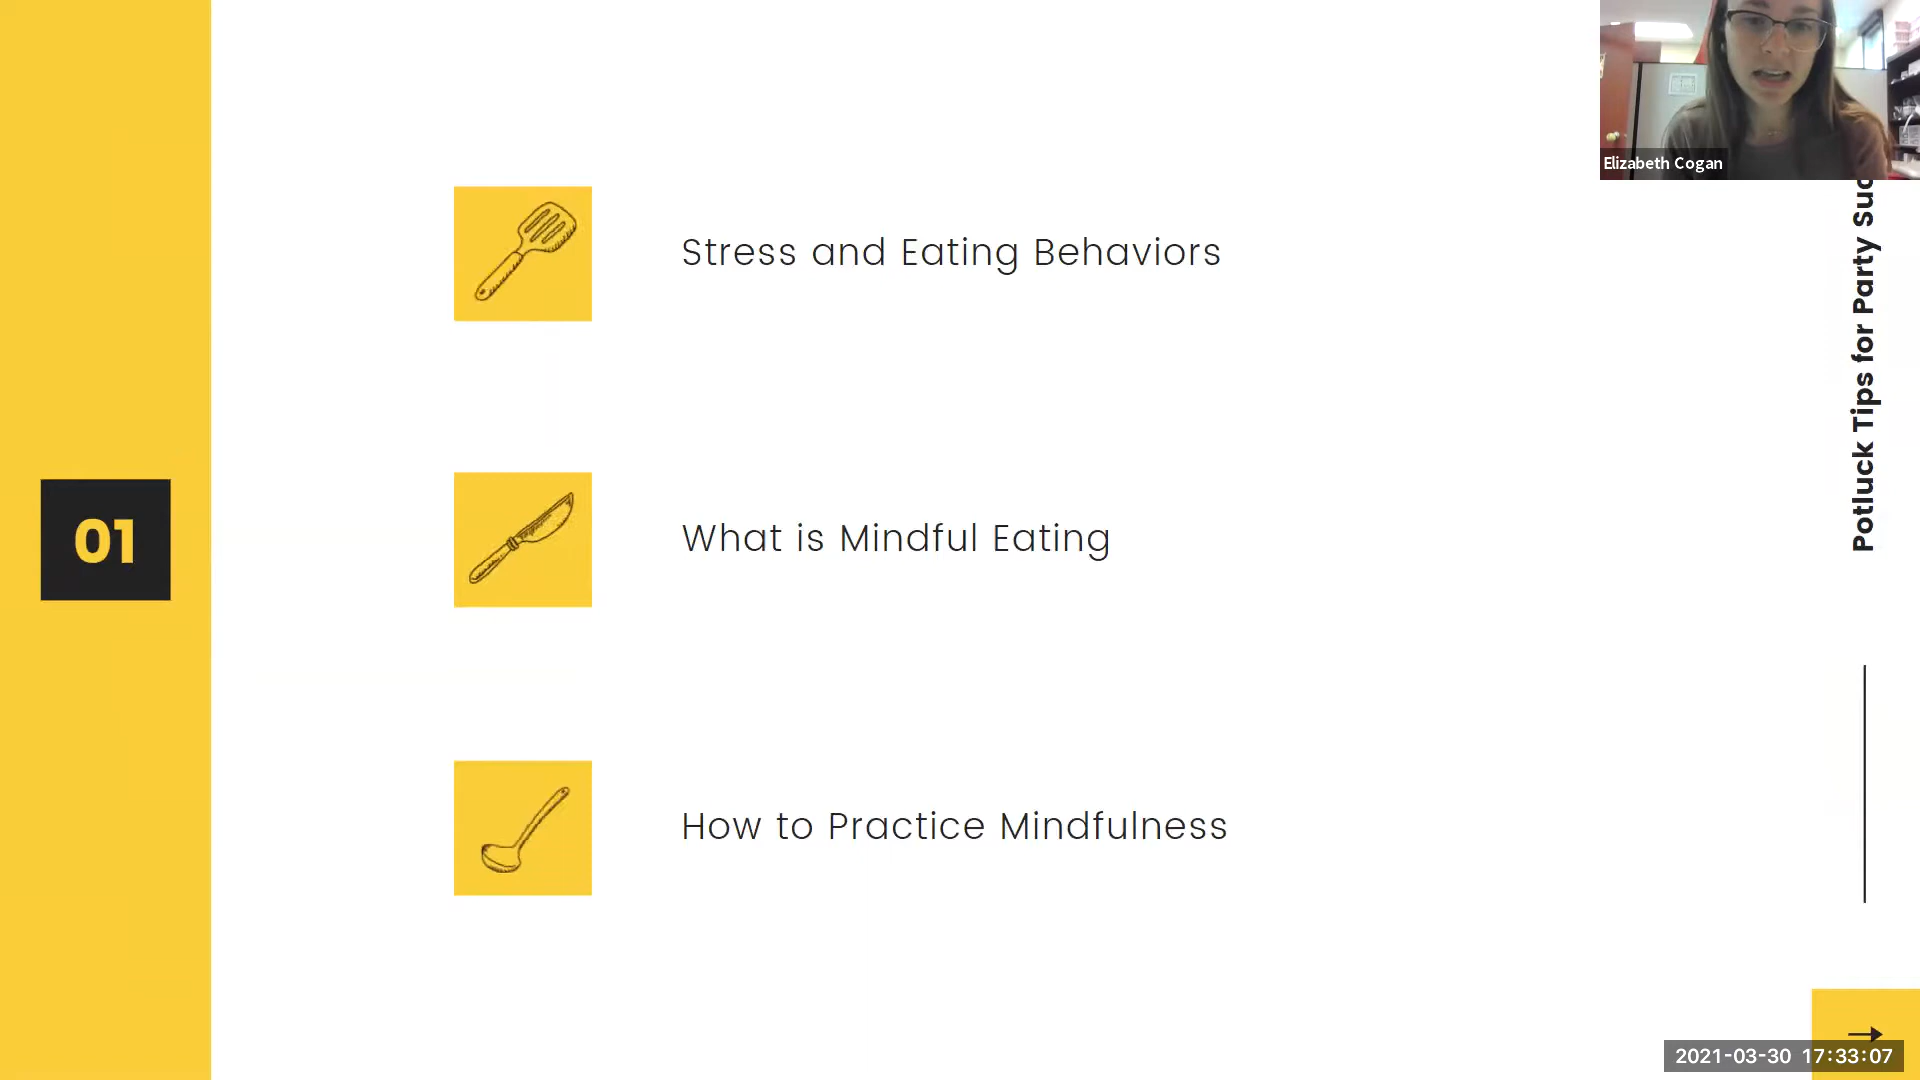 Elizabeth Cogan
Stress and Eating Behaviors
What is Mindful Eating
How to Practice Mindfulness
01
Potluck Tips for Party
2021-03-30 17:33:07